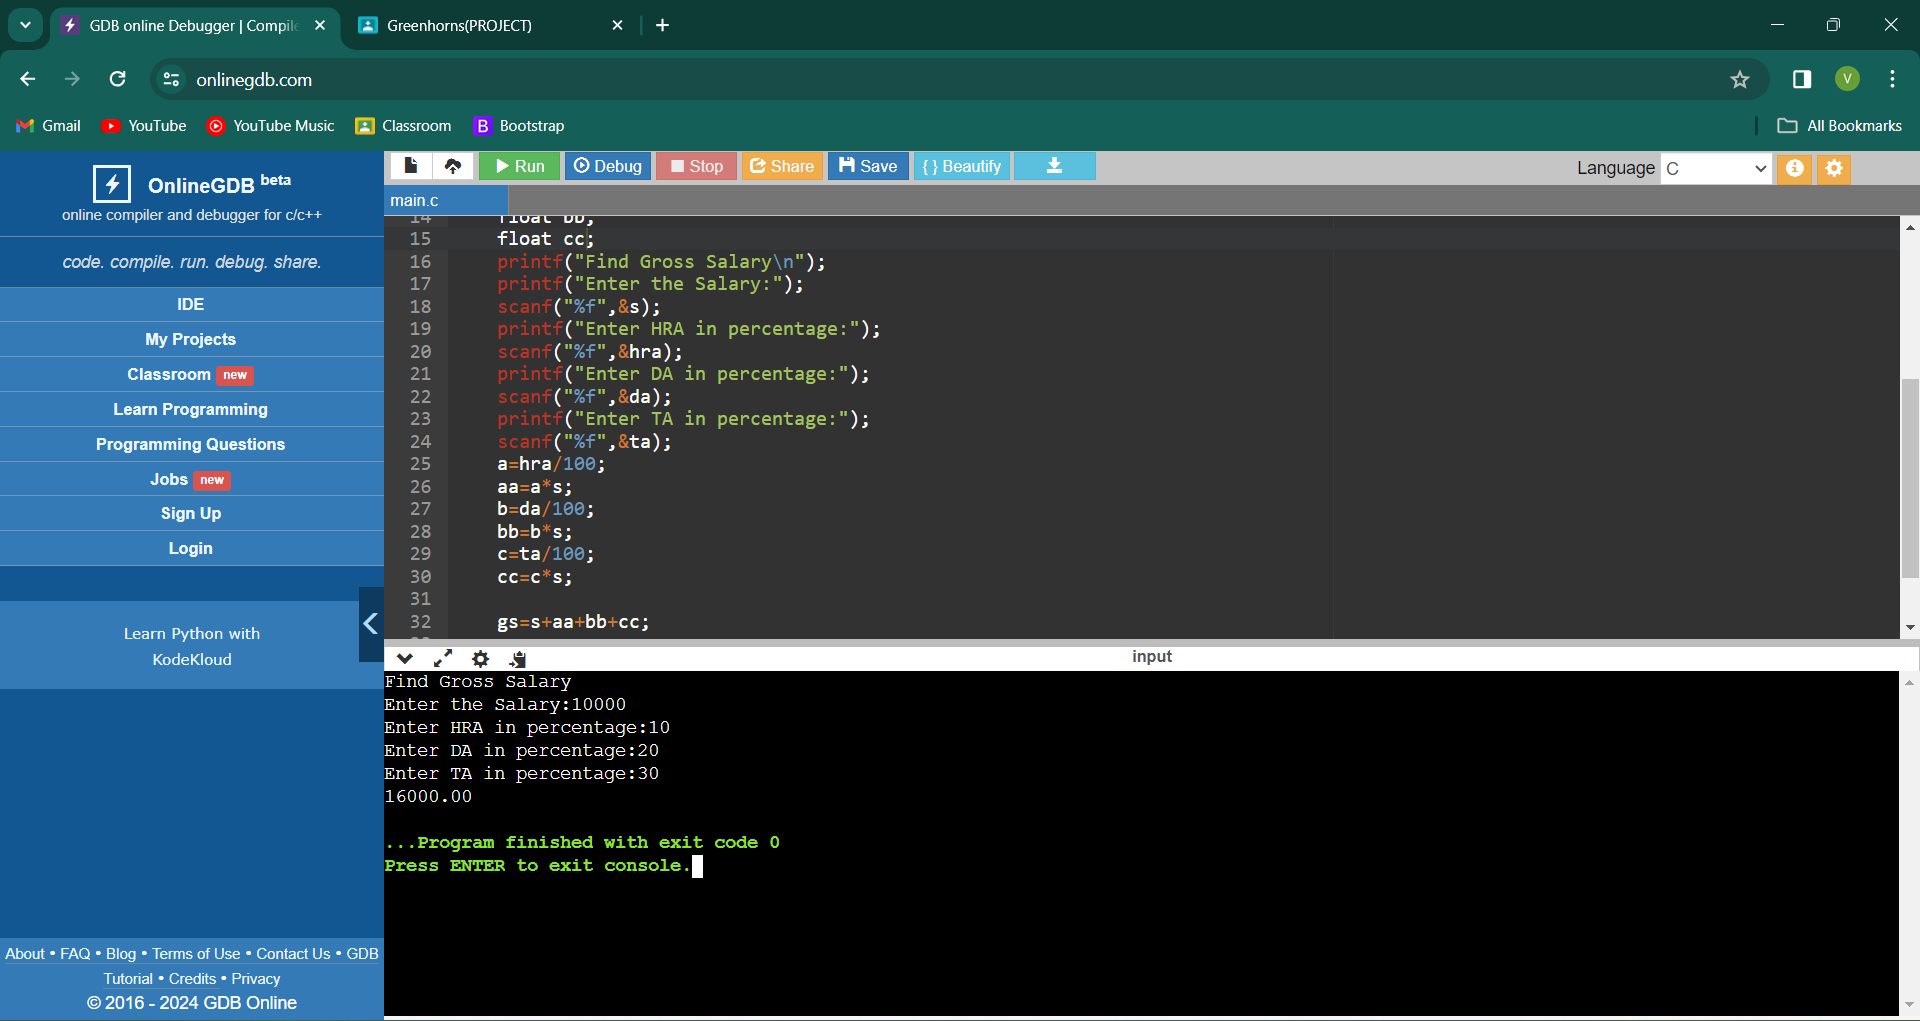 GDB online Debugger | Compile
Greenhorns(PROJECT)
onlinegdb.com
V
Gmail
YouTube
YouTube Music
Classroom
B Bootstrap
All Bookmarks
OnlineGDB beta
online compiler and debugger for c/c++
code. compile. run. debug. share.
IDE
My Projects
Classroom new
Learn Programming
Programming Questions
Jobs new
Sign Up
Login
Learn Python with
KodeKloud
About • FAQ • Blog • Terms of Use • Contact Us • GDB
Tutorial • Credits • Privacy
© 2016 - 2024 GDB Online
Run Debug Stop Share Save { } Beautify
Language C
main.c
14 float bb;
15 float cc;
16 printf("Find Gross Salary\n");
17 printf("Enter the Salary:");
18 scanf("%f",&s);
19 printf("Enter HRA in percentage:");
20 scanf("%f",&hra);
21 printf("Enter DA in percentage:");
22 scanf("%f",&da);
23 printf("Enter TA in percentage:");
24 scanf("%f",&ta);
25 a=hra/100;
26 aa=a*s;
27 b=da/100;
28 bb=b*s;
29 c=ta/100;
30 cc=c*s;
31
32 gs=s+aa+bb+cc;
input
Find Gross Salary
Enter the Salary:10000
Enter HRA in percentage:10
Enter DA in percentage:20
Enter TA in percentage:30
16000.00
...Program finished with exit code 0
Press ENTER to exit console.